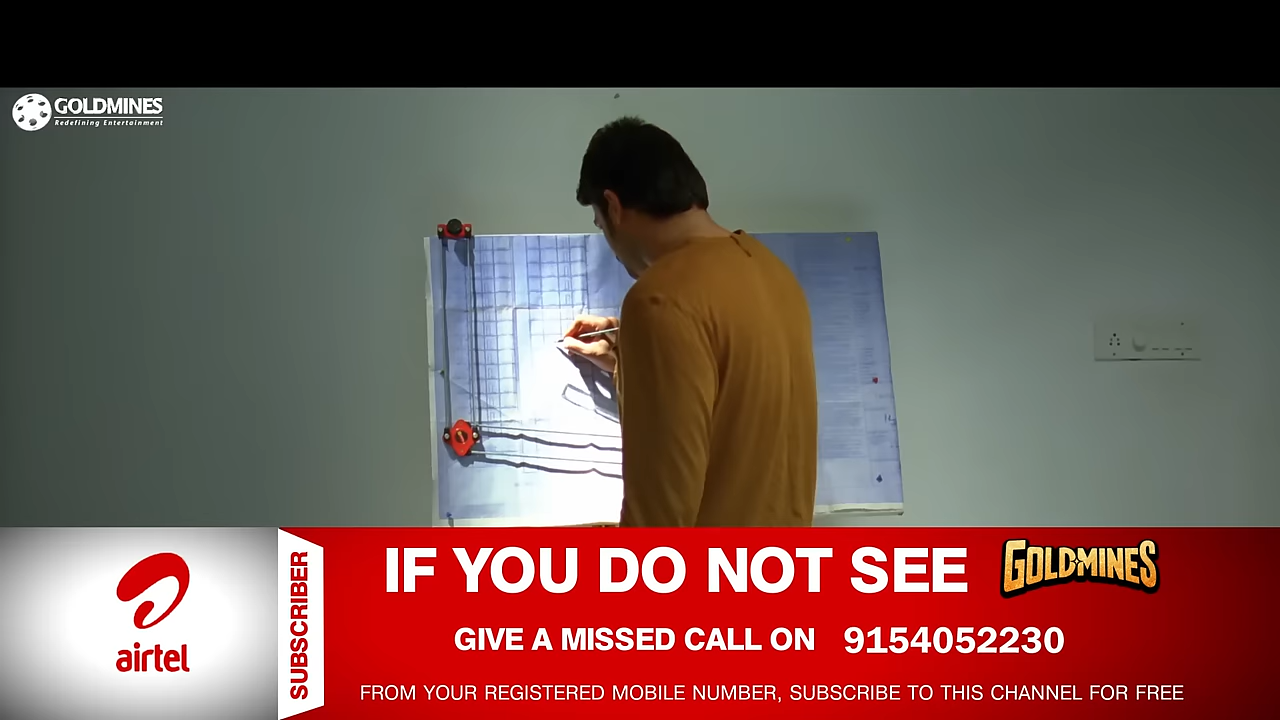 GOLDMINES
Redefining Entertainment
airtel
SUBSCRIBER
IF YOU DO NOT SEE GOLDMINES
GIVE A MISSED CALL ON 9154052230
FROM YOUR REGISTERED MOBILE NUMBER, SUBSCRIBE TO THIS CHANNEL FOR FREE